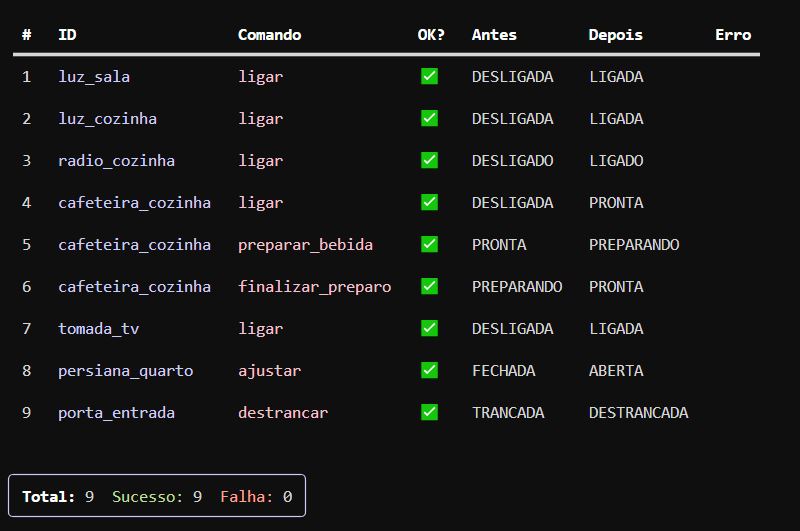 # ID Comando OK? Antes Depois Erro
1 luz_sala ligar ✅ DESLIGADA LIGADA
2 luz_cozinha ligar ✅ DESLIGADA LIGADA
3 radio_cozinha ligar ✅ DESLIGADO LIGADO
4 cafeteira_cozinha ligar ✅ DESLIGADA PRONTA
5 cafeteira_cozinha preparar_bebida ✅ PRONTA PREPARANDO
6 cafeteira_cozinha finalizar_preparo ✅ PREPARANDO PRONTA
7 tomada_tv ligar ✅ DESLIGADA LIGADA
8 persiana_quarto ajustar ✅ FECHADA ABERTA
9 porta_entrada destrancar ✅ TRANCADA DESTRANCADA
Total: 9 Sucesso: 9 Falha: 0